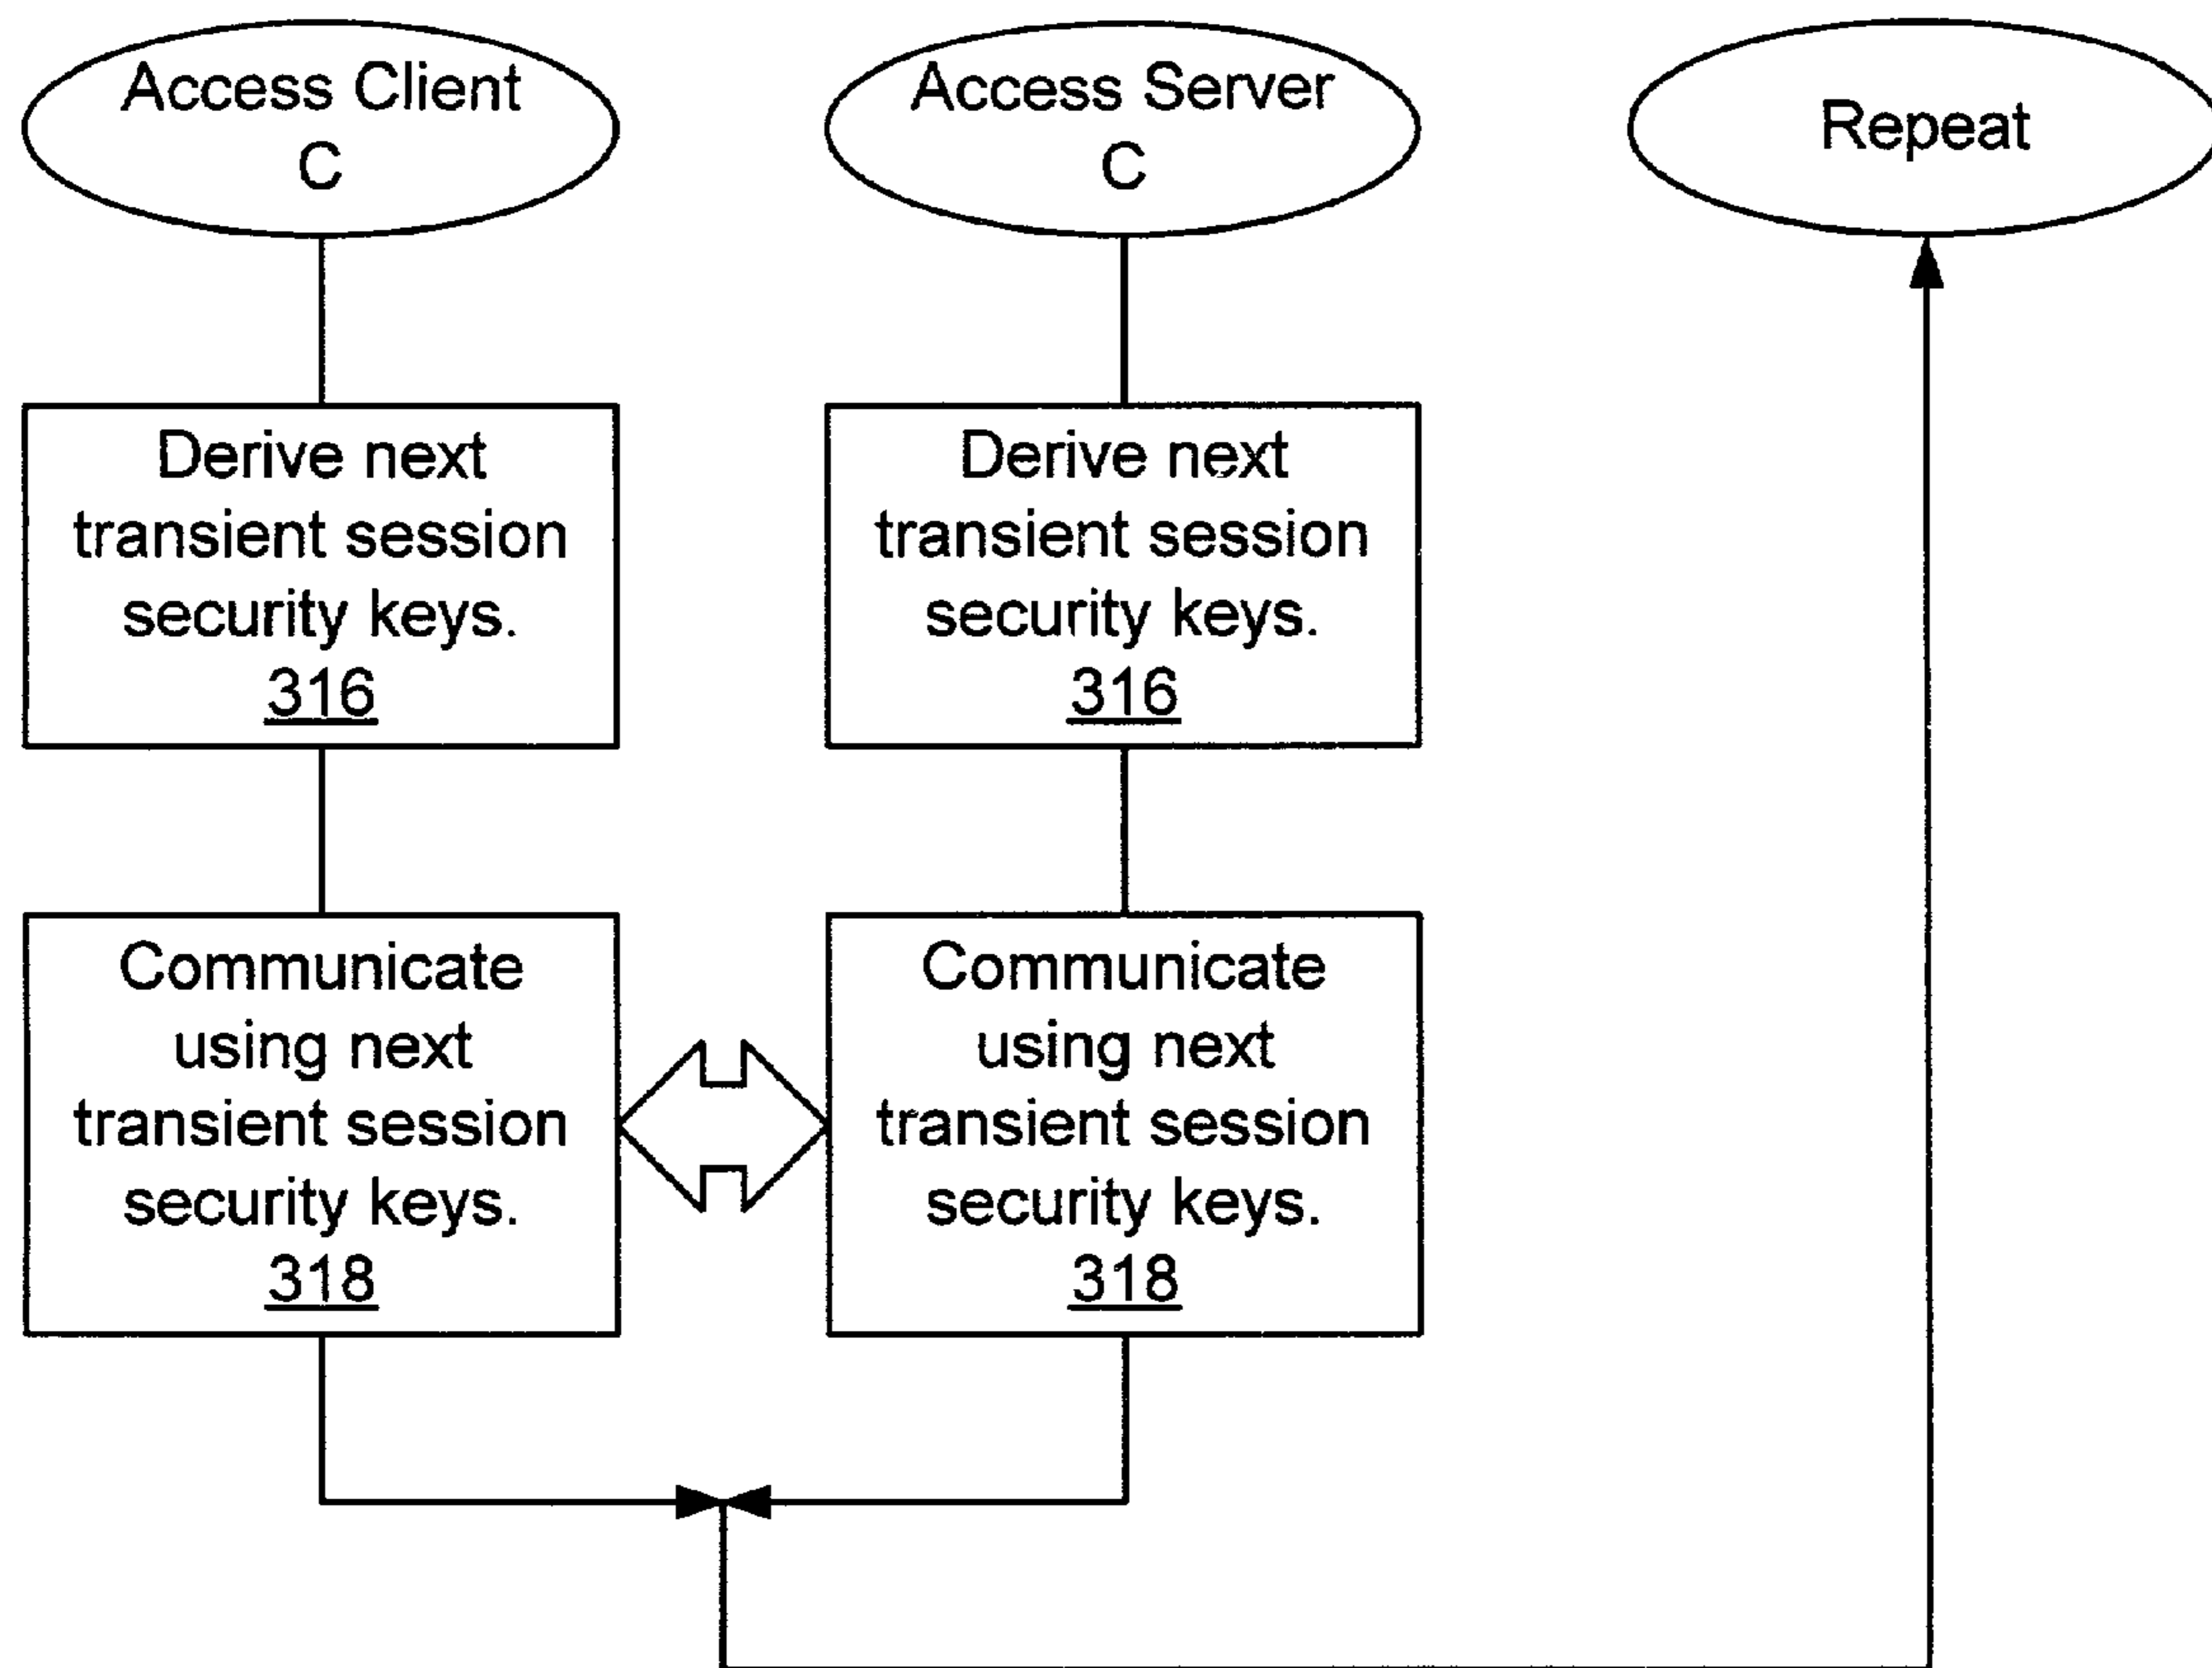 Access Client
C
Access Server
C
Repeat
Derive next
transient session
security keys.
316
Derive next
transient session
security keys.
316
Communicate
using next
transient session
security keys.
318
Communicate
using next
transient session
security keys.
318